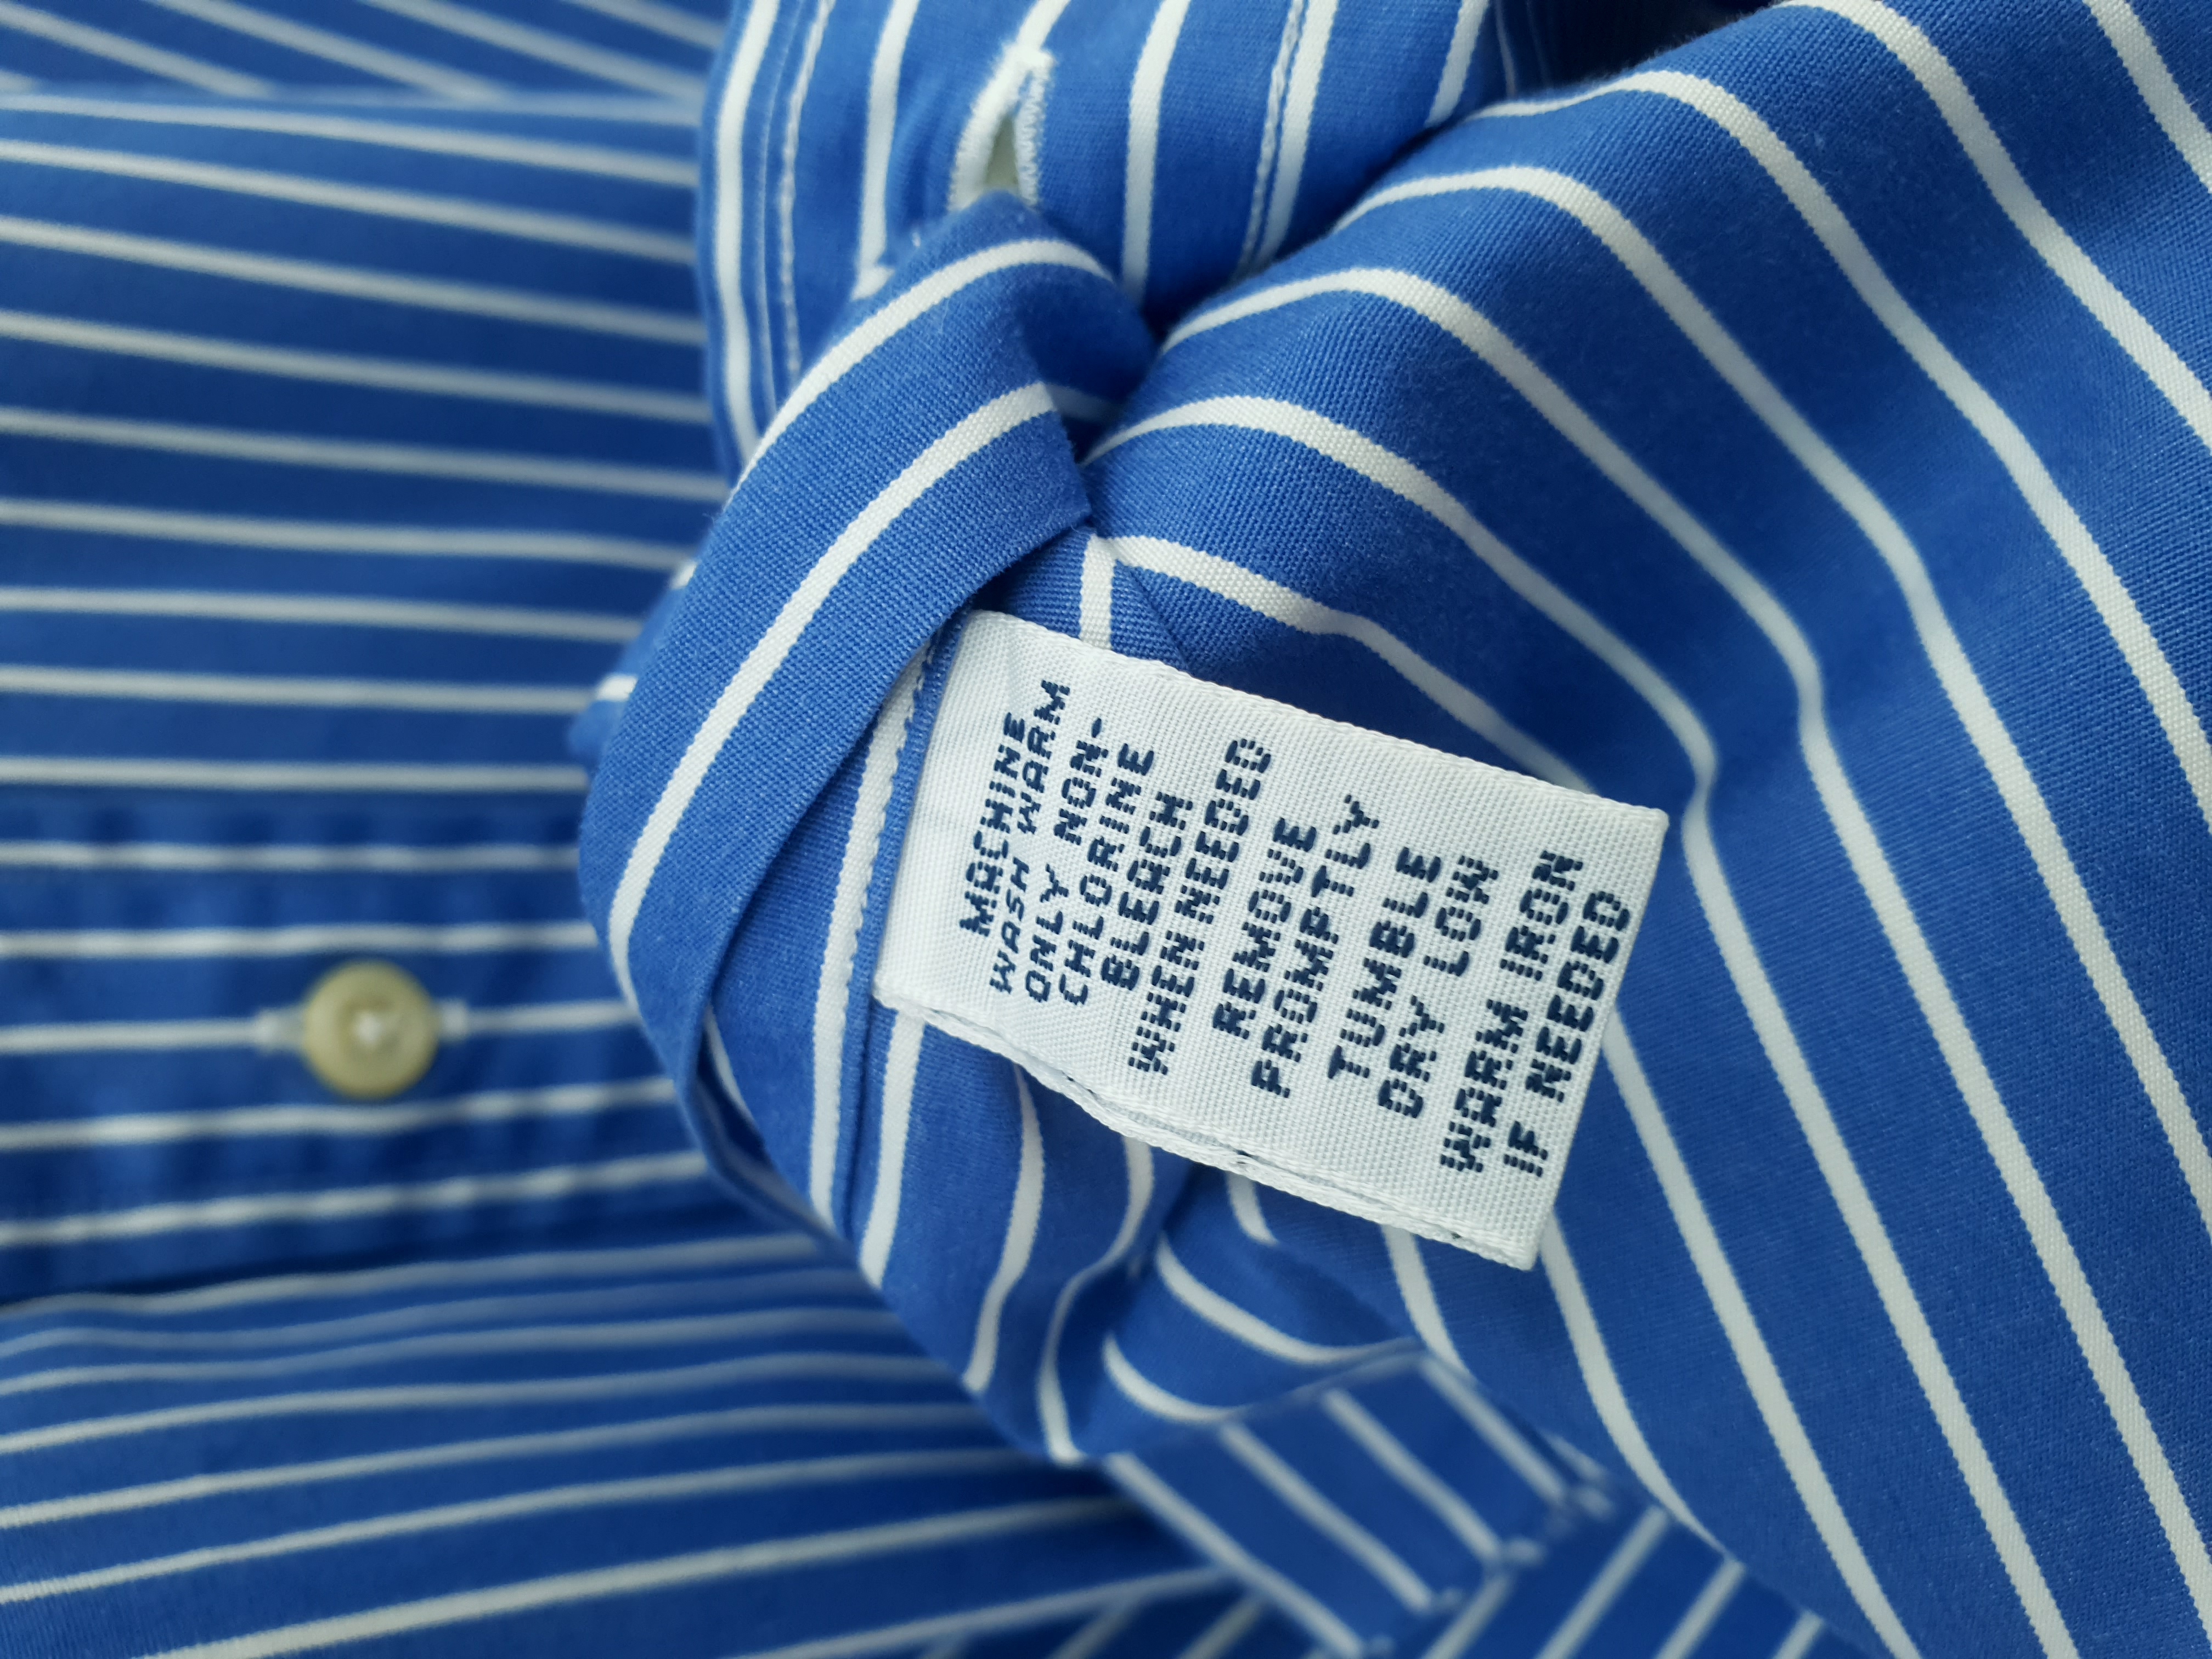 MACHINE
WASH WARM
ONLY NON-
CHLORINE
BLEACH
WHEN NEEDED
REMOVE
PROMPTLY
TUMBLE
DRY LOW
WARM IRON
IF NEEDED